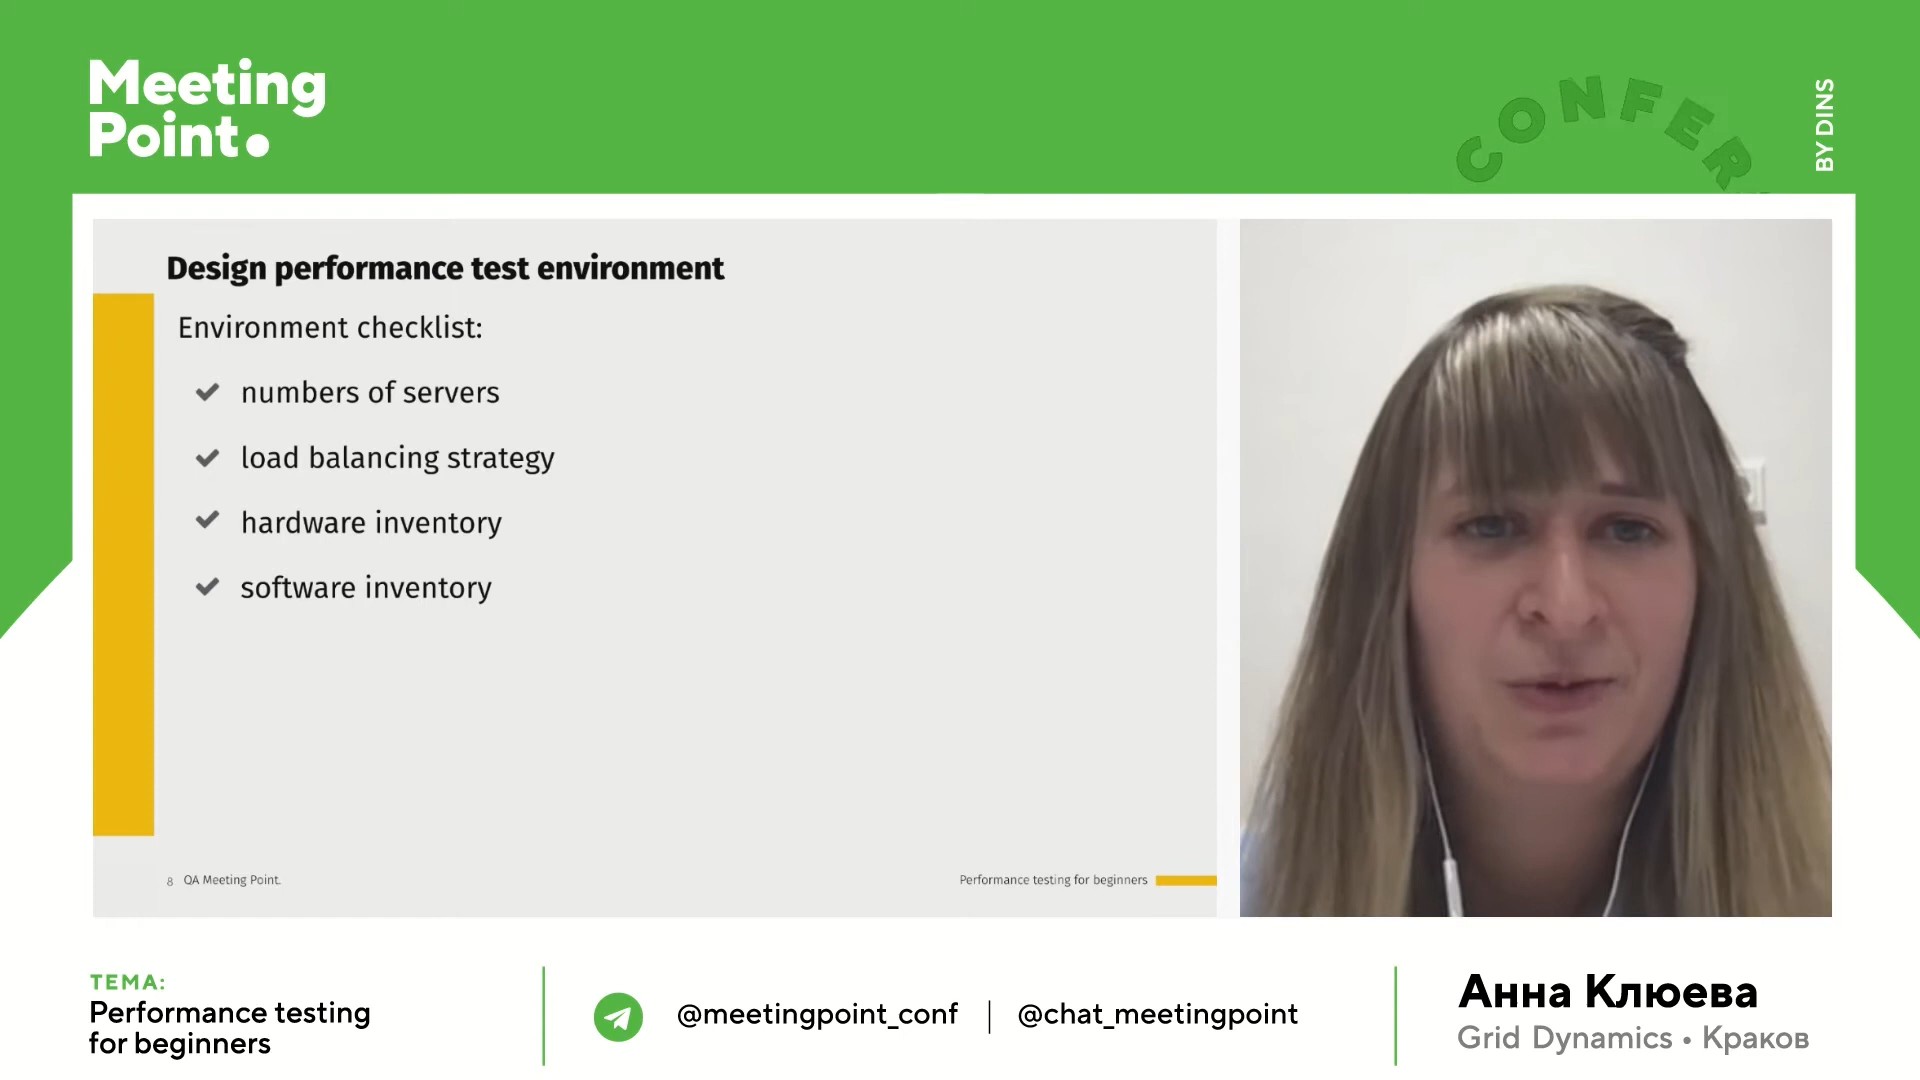 Meeting
Point.
CONFER
BY DINS
Design performance test environment
Environment checklist:
numbers of servers
load balancing strategy
hardware inventory
software inventory
8 QA Meeting Point.
Performance testing for beginners
ТЕМА:
Performance testing
for beginners
@meetingpoint_conf | @chat_meetingpoint
Анна Клюева
Grid Dynamics • Краков